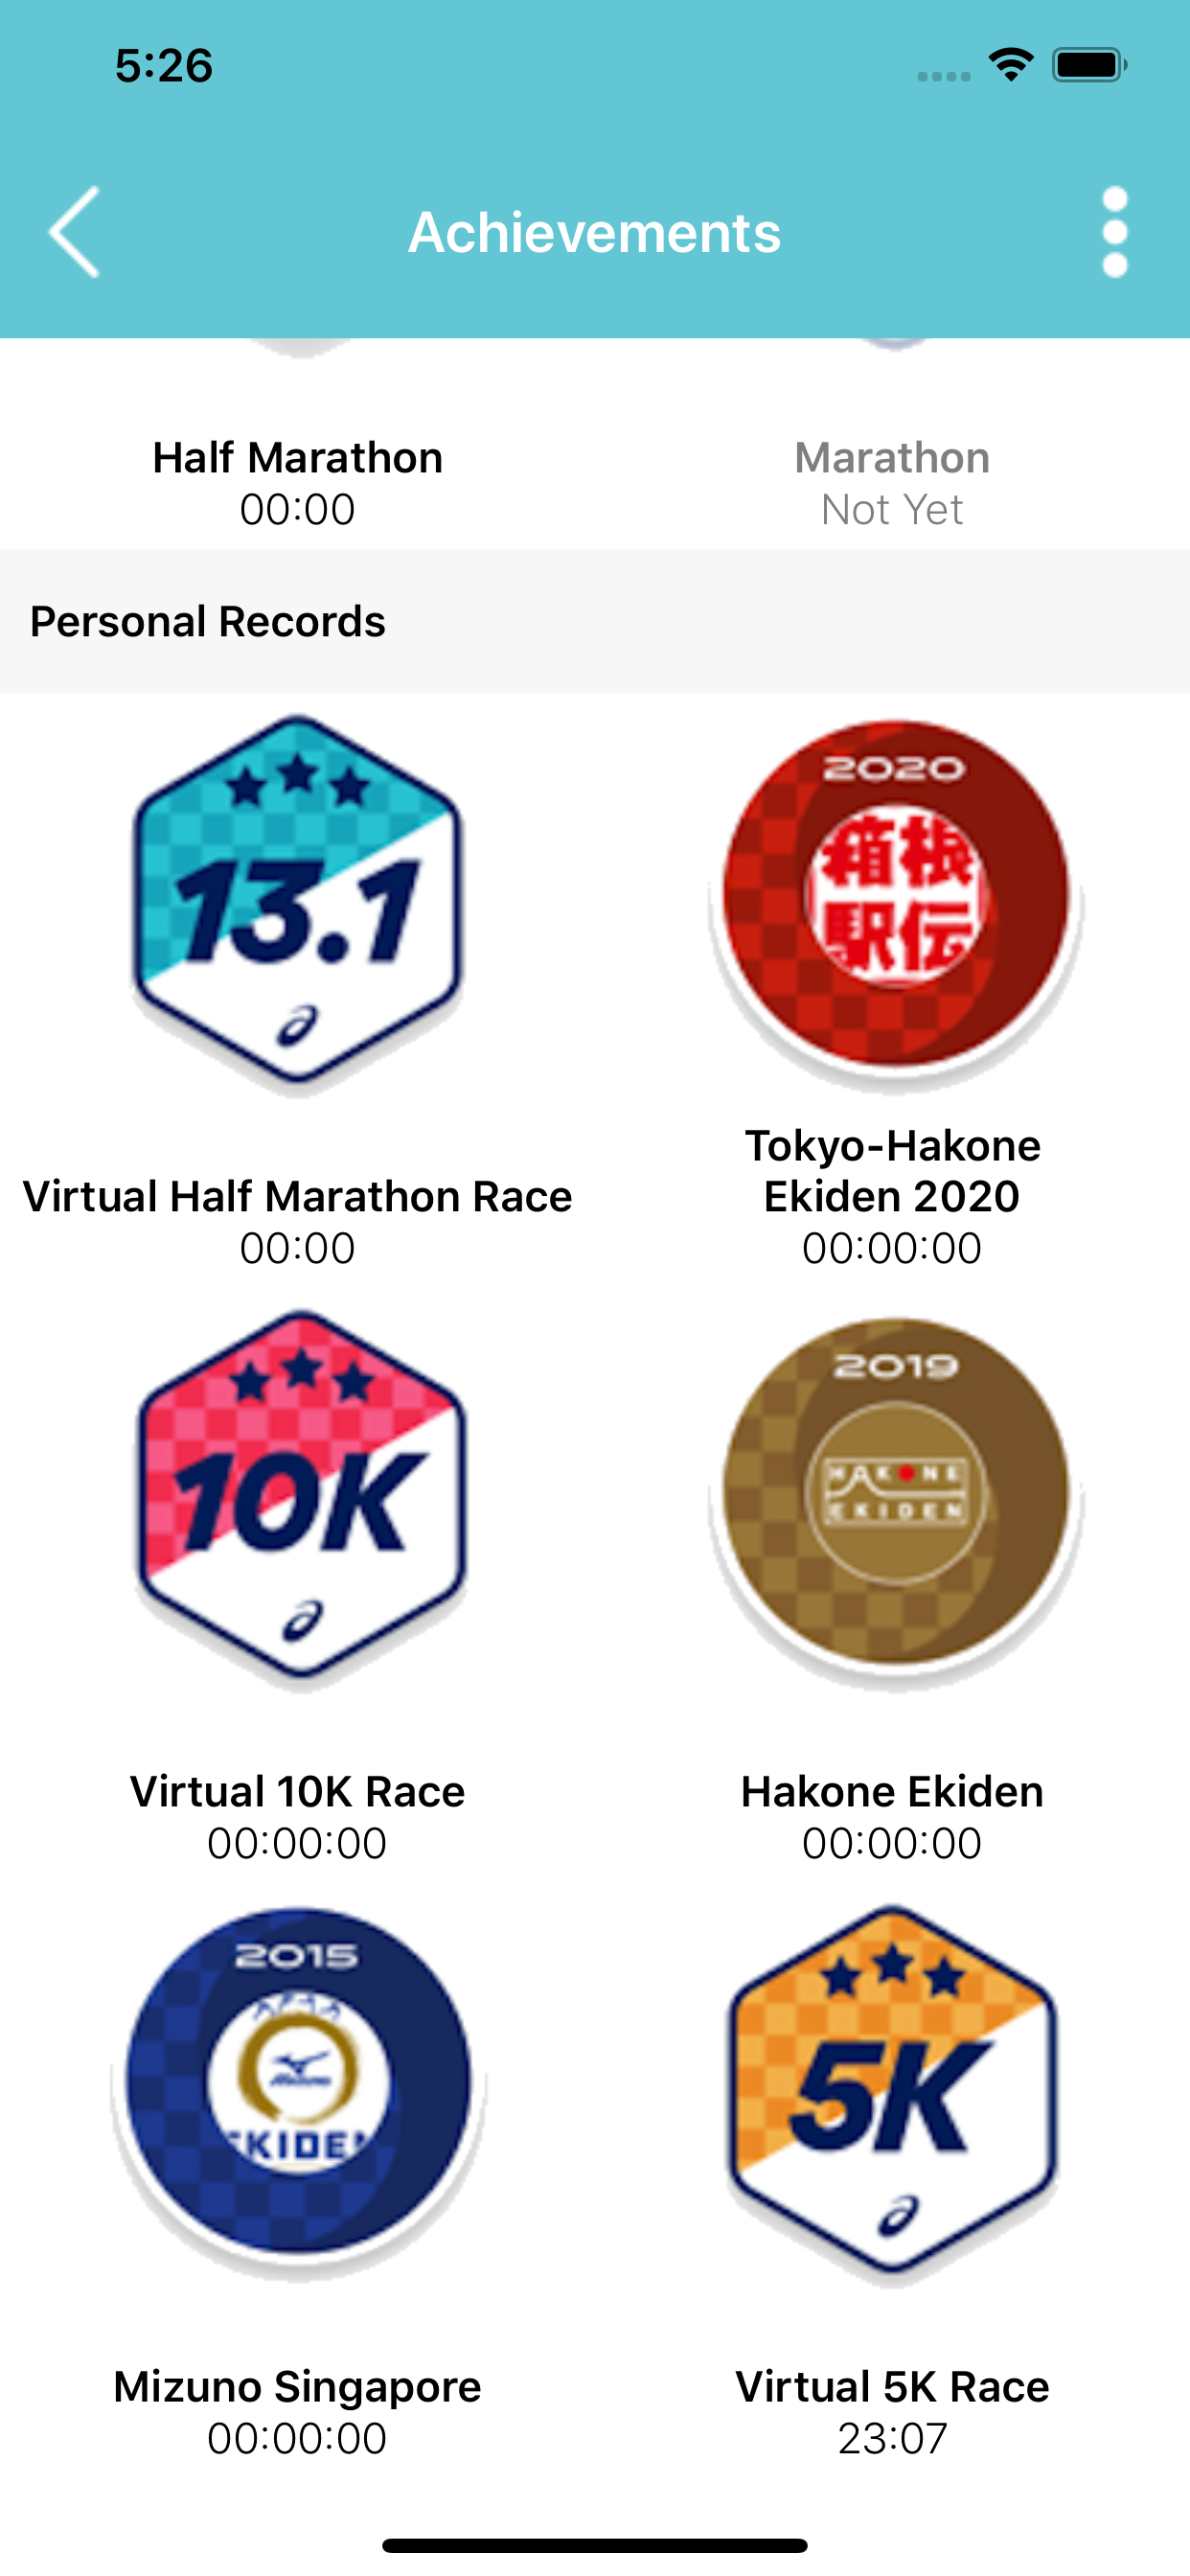 5:26
Achievements
Half Marathon
00:00
Marathon
Not Yet
Personal Records
13.1
2020
箱根
駅伝
Virtual Half Marathon Race
00:00
Tokyo-Hakone
Ekiden 2020
00:00:00
10K
2019
HAKONE
EKIDEN
Virtual 10K Race
00:00:00
Hakone Ekiden
00:00:00
2015
EKIDEN
5K
Mizuno Singapore
00:00:00
Virtual 5K Race
23:07